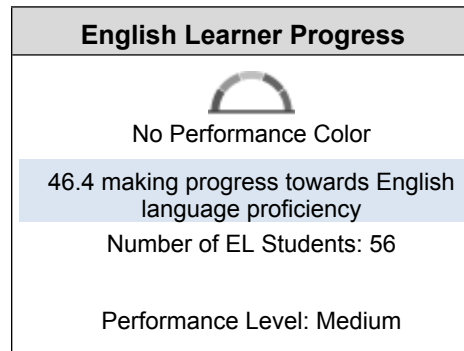 English Learner Progress
No Performance Color
46.4 making progress towards English
language proficiency
Number of EL Students: 56
Performance Level: Medium